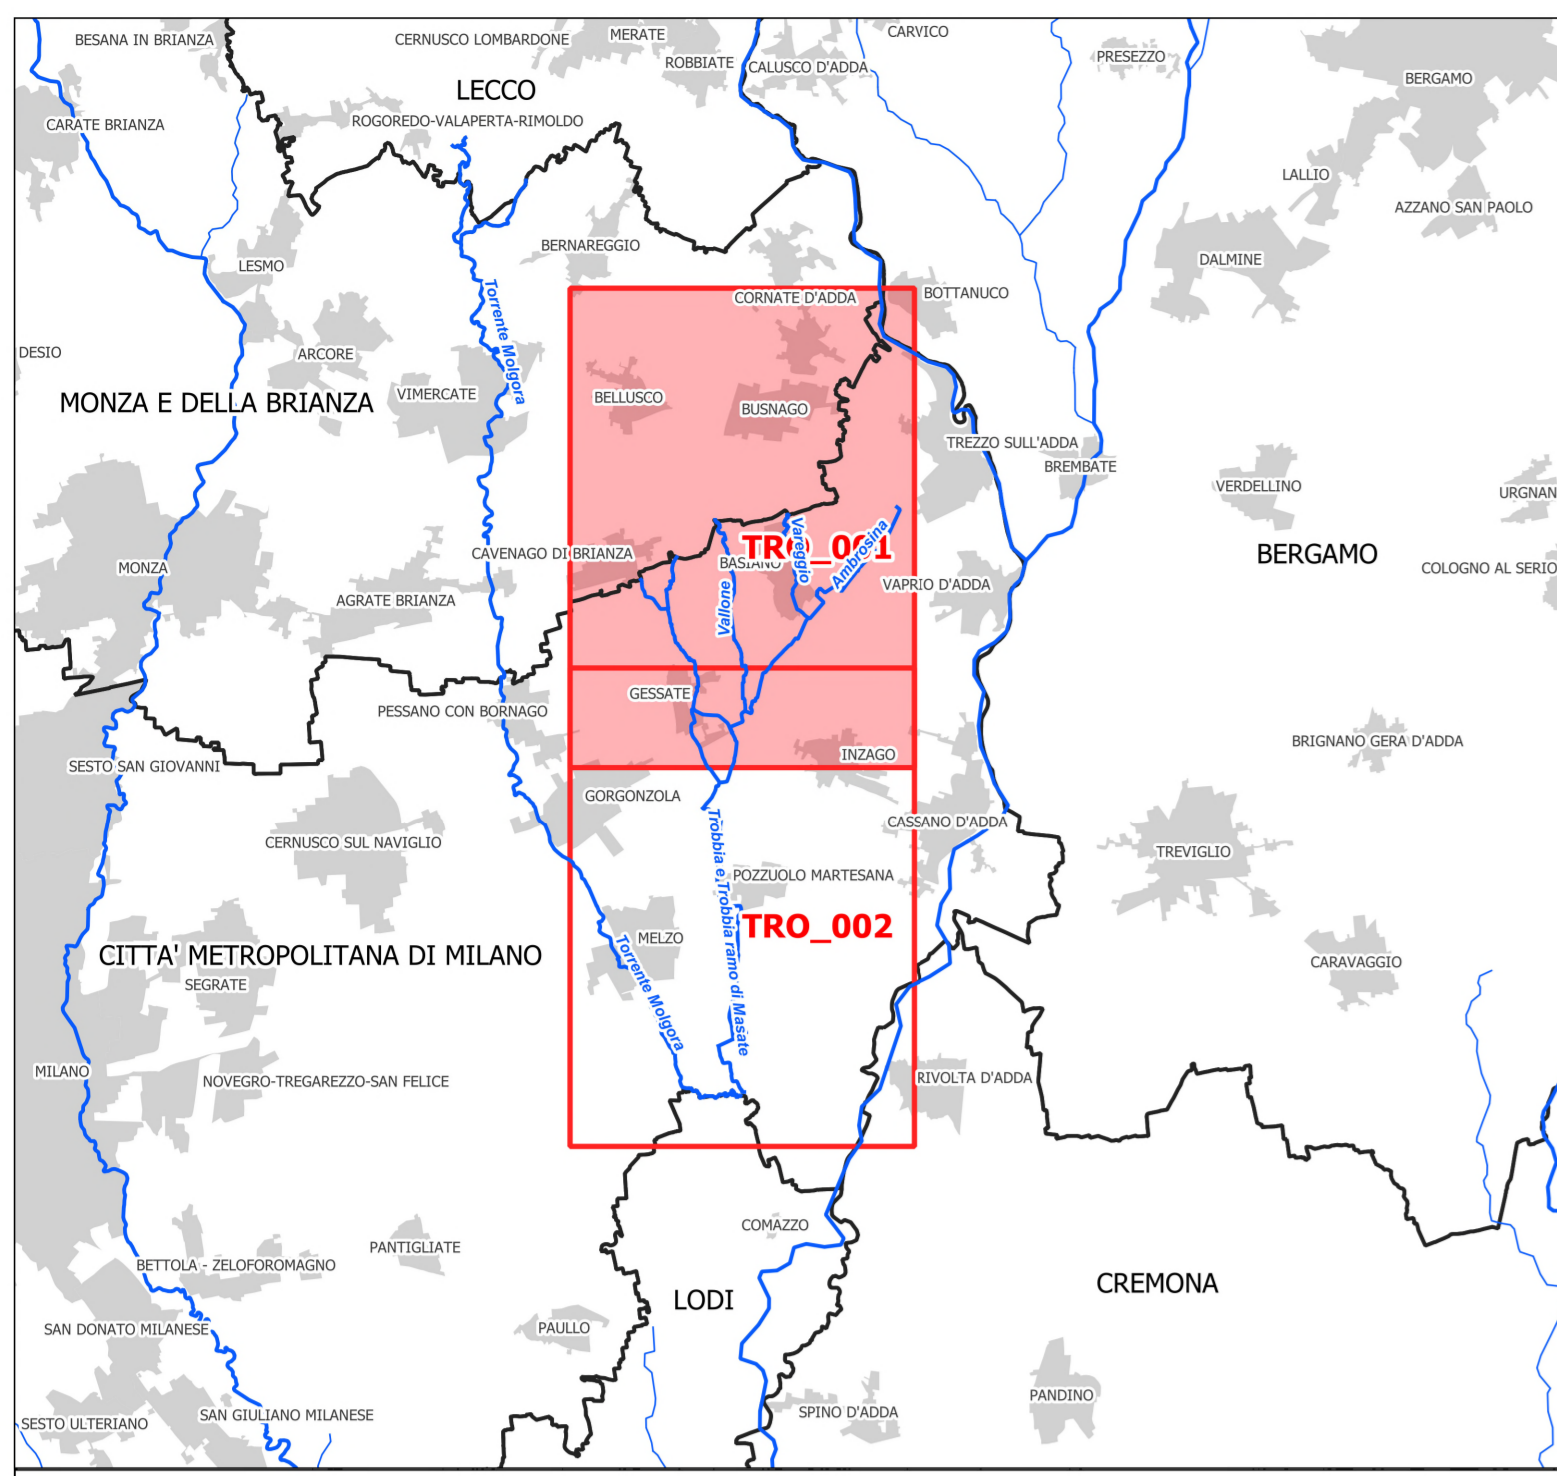 BESANA IN BRIANZA
CERNUSCO LOMBARDONE
MERATE
CARVICO
ROBBIATE
CALUSCO D'ADDA
PRESEZZO
BERGAMO
LECCO
CARATE BRIANZA
ROGOREDO-VALAPERTA-RIMOLDO
LALLIO
AZZANO SAN PAOLO
BERNAREGGIO
LESMO
DALMINE
CORNATE D'ADDA
BOTTANUCO
Torrente Molgora
DESIO
ARCORE
MONZA E DELLA BRIANZA
VIMERCATE
BELLUSCO
BUSNAGO
TREZZO SULL'ADDA
BREMBATE
VERDELLINO
URGNAN
CAVENAGO DI BRIANZA
TRO_001
BASIANO
Vareggio
Ambrosina
Vallone
BERGAMO
MONZA
AGRATE BRIANZA
VAPRIO D'ADDA
COLOGNO AL SERIO
GESSATE
PESSANO CON BORNAGO
INZAGO
BRIGNANO GERA D'ADDA
SESTO SAN GIOVANNI
GORGONZOLA
CERNUSCO SUL NAVIGLIO
CASSANO D'ADDA
TREVIGLIO
Trobbia e Trobbia ramo di Masate
POZZUOLO MARTESANA
TRO_002
MELZO
CITTA' METROPOLITANA DI MILANO
SEGRATE
Torrente Molgora
CARAVAGGIO
MILANO
NOVEGRO-TREGAREZZO-SAN FELICE
RIVOLTA D'ADDA
COMAZZO
PANTIGLIATE
BETTOLA - ZELOFOROMAGNO
CREMONA
LODI
SAN DONATO MILANESE
PAULLO
PANDINO
SPINO D'ADDA
SAN GIULIANO MILANESE
SESTO ULTERIANO